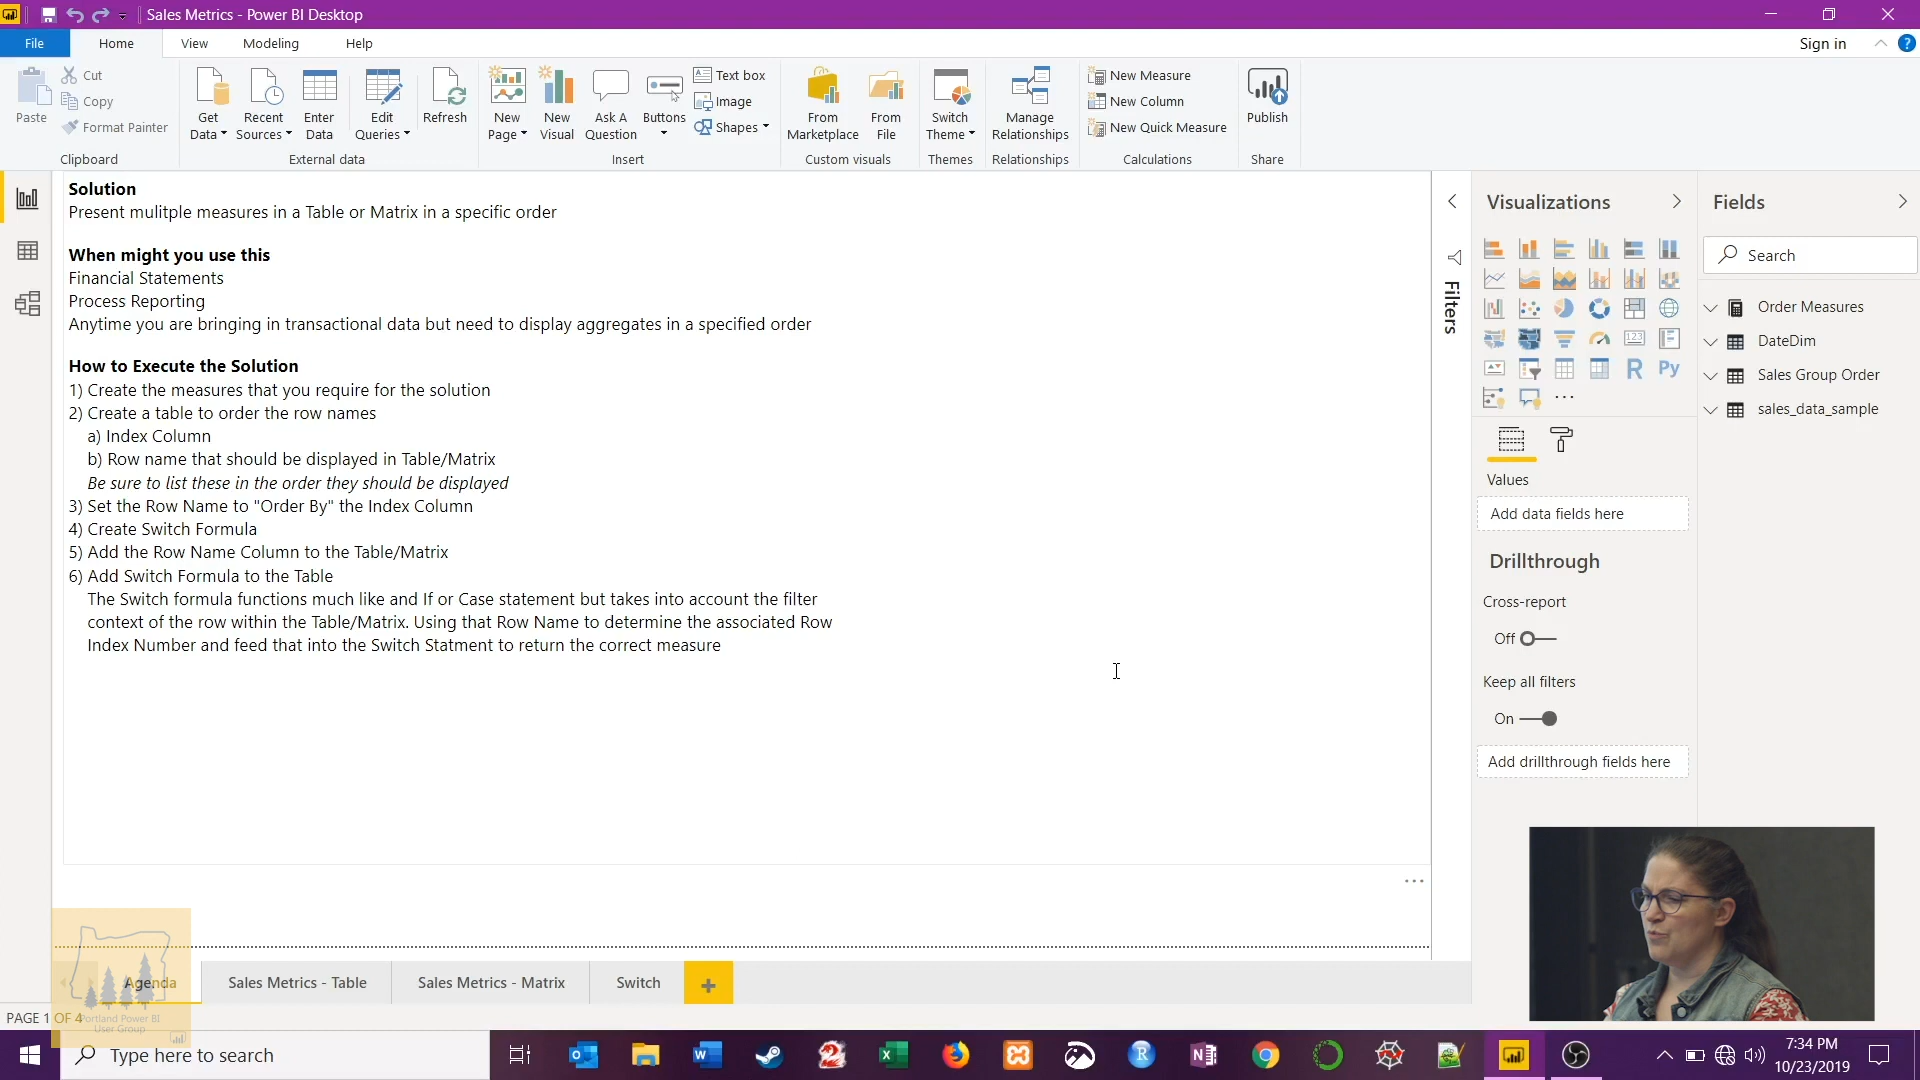 Sales Metrics - Power BI Desktop
File
Home
View
Modeling
Help
Sign in
Paste
Cut
Copy
Format Painter
Clipboard
Get Data
Recent Sources
Enter Data
Edit Queries
Refresh
External data
New Page
New Visual
Ask A Question
Buttons
Text box
Image
Shapes
Insert
From Marketplace
From File
Custom visuals
Switch Theme
Themes
Manage Relationships
Relationships
New Measure
New Column
New Quick Measure
Calculations
Publish
Share
Solution
Present mulitple measures in a Table or Matrix in a specific order
When might you use this
Financial Statements
Process Reporting
Anytime you are bringing in transactional data but need to display aggregates in a specified order
How to Execute the Solution
1) Create the measures that you require for the solution
2) Create a table to order the row names
a) Index Column
b) Row name that should be displayed in Table/Matrix
Be sure to list these in the order they should be displayed
3) Set the Row Name to "Order By" the Index Column
4) Create Switch Formula
5) Add the Row Name Column to the Table/Matrix
6) Add Switch Formula to the Table
The Switch formula functions much like and If or Case statement but takes into account the filter
context of the row within the Table/Matrix. Using that Row Name to determine the associated Row
Index Number and feed that into the Switch Statment to return the correct measure
Filters
Visualizations
123
R
Py
Values
Add data fields here
Drillthrough
Cross-report
Off
Keep all filters
On
Add drillthrough fields here
Fields
Search
Order Measures
DateDim
Sales Group Order
sales_data_sample
Agenda
Sales Metrics - Table
Sales Metrics - Matrix
Switch
+
PAGE 1 OF 4
Portland Power BI
User Group
Type here to search
7:34 PM
10/23/2019